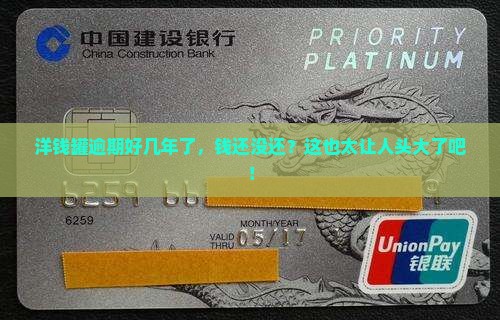 中国建设银行
China Construction Bank
PRIORITY
PLATINUM
洋钱罐逾期好几年了，钱还没还？这也太让人头大了吧
！
6259
6259
MONTH/YEAR
VALID THRU 05/17
UnionPay
银联